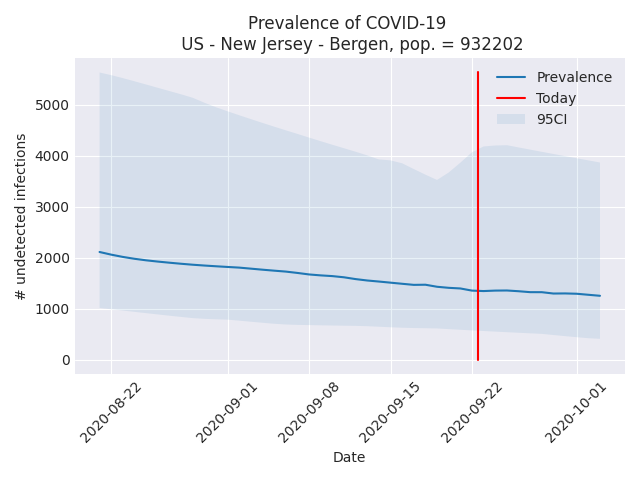 Prevalence of COVID-19
US - New Jersey - Bergen, pop. = 932202
Prevalence
Today
95CI
# undetected infections
5000
4000
3000
2000
1000
0
2020-08-22
2020-09-01
2020-09-08
2020-09-15
2020-09-22
2020-10-01
Date